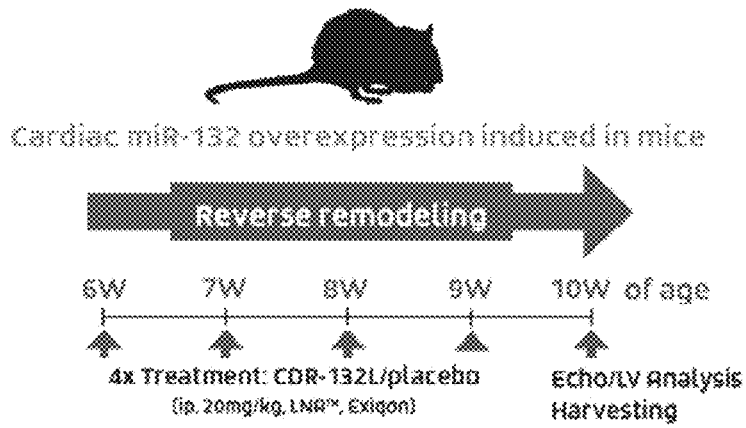 Cardiac miR-132 overexpression induced in mice
Reverse remodeling
6W 7W 8W 9W 10W of age
4x Treatment: CDR-132L/placebo
(ip, 20mg/kg, LNA™, Exiqon)
Echo/LV Analysis
Harvesting